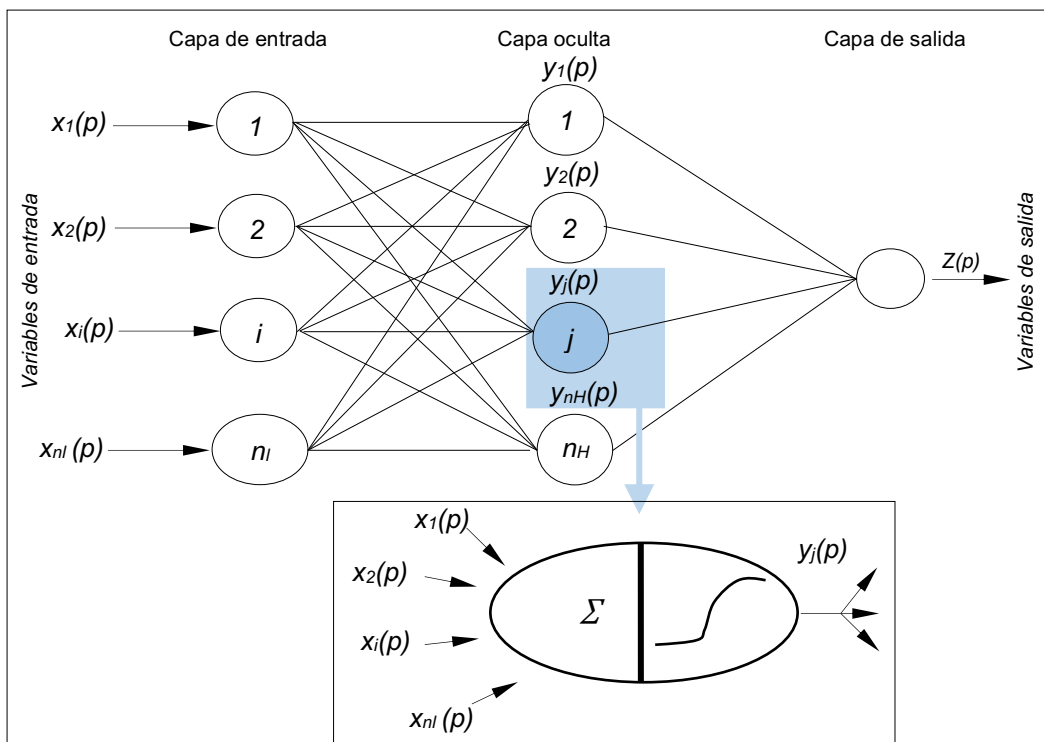 Capa de entrada
Capa oculta
Capa de salida
Variables de entrada
x1(p)
x2(p)
xi(p)
xnI (p)
1
2
i
nI
y1(p)
1
y2(p)
2
yj(p)
j
ynH(p)
nH
Z(p)
Variables de salida
x1(p)
x2(p)
xi(p)
xnI (p)
Σ
yj(p)